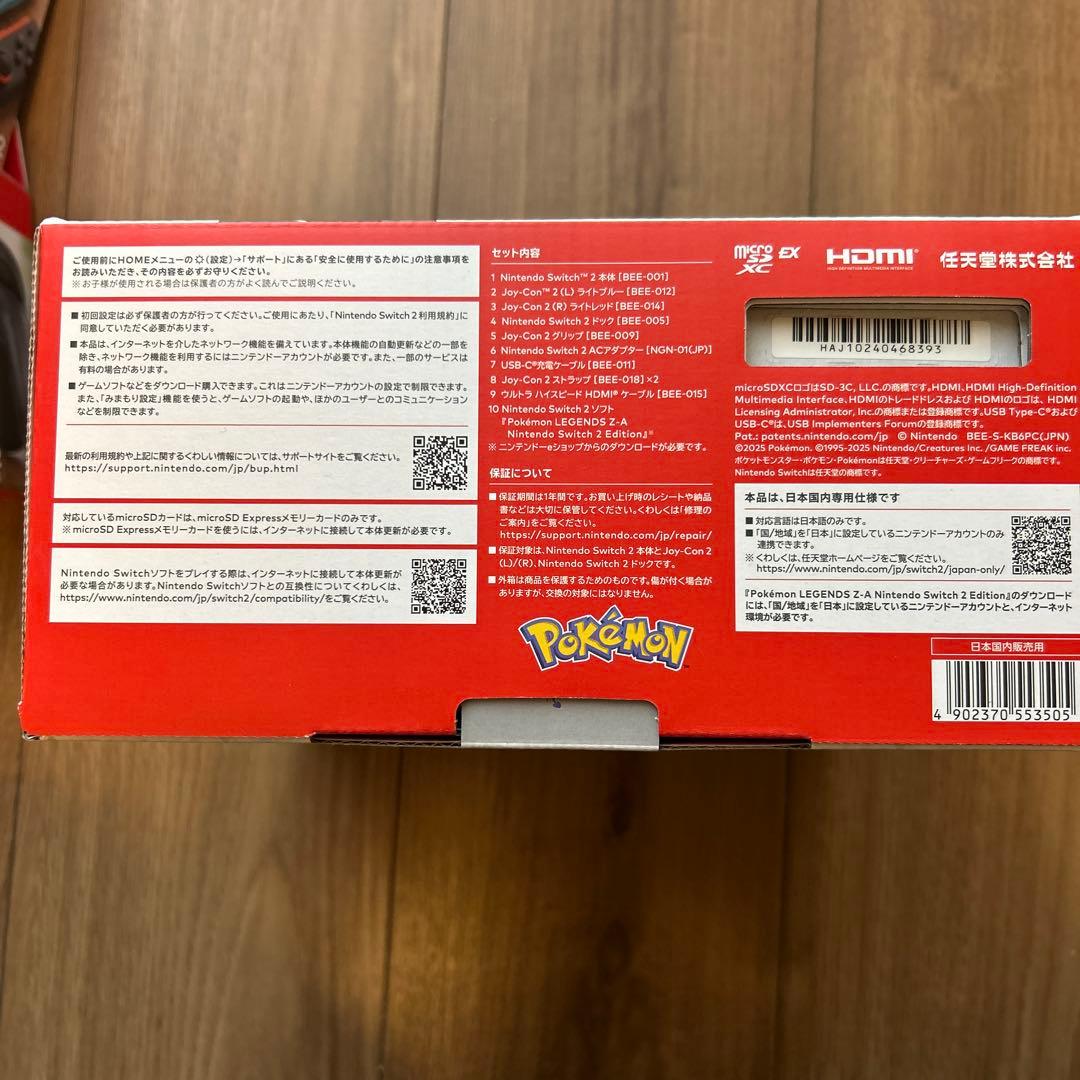 ご使用前にHOMEメニューの(設定)→「サポート」にある「安全に使用するために」の注意事項を
お読みいただき、その内容を必ずお守りください。
※お子様が使用される場合は保護者の方がよく読んでご説明ください。
■初回設定は必ず保護者の方が行ってください。ご使用にあたり、「Nintendo Switch 2利用規約」に
同意していただく必要があります。
■本品は、インターネットを介したネットワーク機能を備えています。本体機能の自動更新などの一部を
除き、ネットワーク機能を利用するにはニンテンドーアカウントが必要です。また、一部のサービスは
有料の場合があります。
■ゲームソフトなどをダウンロード購入できます。これはニンテンドーアカウントの設定で制限できます。
また、「みまもり設定」機能を使うと、ゲームソフトの起動や、ほかのユーザーとのコミュニケーション
などを制限できます。
最新の利用規約や上記に関するくわしい情報については、サポートサイトをご覧ください。
https://support.nintendo.com/jp/bup.html
対応しているmicroSDカードは、microSD Expressメモリーカードのみです。
※microSD Expressメモリーカードを使うには、インターネットに接続して本体更新が必要です。
Nintendo Switchソフトをプレイする際は、インターネットに接続して本体更新が
必要な場合があります。Nintendo Switchソフトとの互換性についてくわしくは、
https://www.nintendo.com/jp/switch2/compatibility/をご覧ください。
セット内容
1 Nintendo Switch™ 2 本体 [BEE-001]
2 Joy-Con™ 2 (L) ライトブルー [BEE-012]
3 Joy-Con 2 (R) ライトレッド [BEE-014]
4 Nintendo Switch 2 ドック [BEE-005]
5 Joy-Con 2 グリップ [BEE-009]
6 Nintendo Switch 2 ACアダプター [NGN-01(JP)]
7 USB-C®充電ケーブル [BEE-011]
8 Joy-Con 2 ストラップ [BEE-018]×2
9 ウルトラ ハイスピード HDMI® ケーブル [BEE-015]
10 Nintendo Switch 2 ソフト
『Pokémon LEGENDS Z-A
Nintendo Switch 2 Edition』※
※ニンテンドーeショップからのダウンロードが必要です。
保証について
■保証期間は1年間です。お買い上げ時のレシートや納品
書などは大切に保管してください。くわしくは「修理の
ご案内」をご覧ください。
https://support.nintendo.com/jp/repair/
■保証対象は、Nintendo Switch 2 本体とJoy-Con 2
(L)/(R)、Nintendo Switch 2 ドックです。
■外箱は商品を保護するためのものです。傷が付く場合が
ありますが、交換の対象にはなりません。
POKéMON
micro SD XC EX
HDMI
HIGH-DEFINITION MULTIMEDIA INTERFACE
任天堂株式会社
HAJ10240468393
microSDXCロゴはSD-3C, LLC.の商標です。HDMI、HDMI High-Definition
Multimedia Interface、HDMIのトレードドレスおよび HDMIのロゴは、HDMI
Licensing Administrator, Inc.の商標または登録商標です。USB Type-C®および
USB-C®は、USB Implementers Forumの登録商標です。
Pat.: patents.nintendo.com/jp © Nintendo BEE-S-KB6PC(JPN)
©2025 Pokémon. ©1995-2025 Nintendo/Creatures Inc. /GAME FREAK inc.
ポケットモンスター・ポケモン・Pokémonは任天堂・クリーチャーズ・ゲームフリークの商標です。
Nintendo Switchは任天堂の商標です。
本品は、日本国内専用仕様です
■対応言語は日本語のみです。
■「国/地域」を「日本」に設定しているニンテンドーアカウントのみ
連携できます。
※くわしくは、任天堂ホームページをご覧ください。
https://www.nintendo.com/jp/switch2/japan-only/
『Pokémon LEGENDS Z-A Nintendo Switch 2 Edition』のダウンロード
には、「国/地域」を「日本」に設定しているニンテンドーアカウントと、インターネット
環境が必要です。
日本国内販売用
4 902370 553505